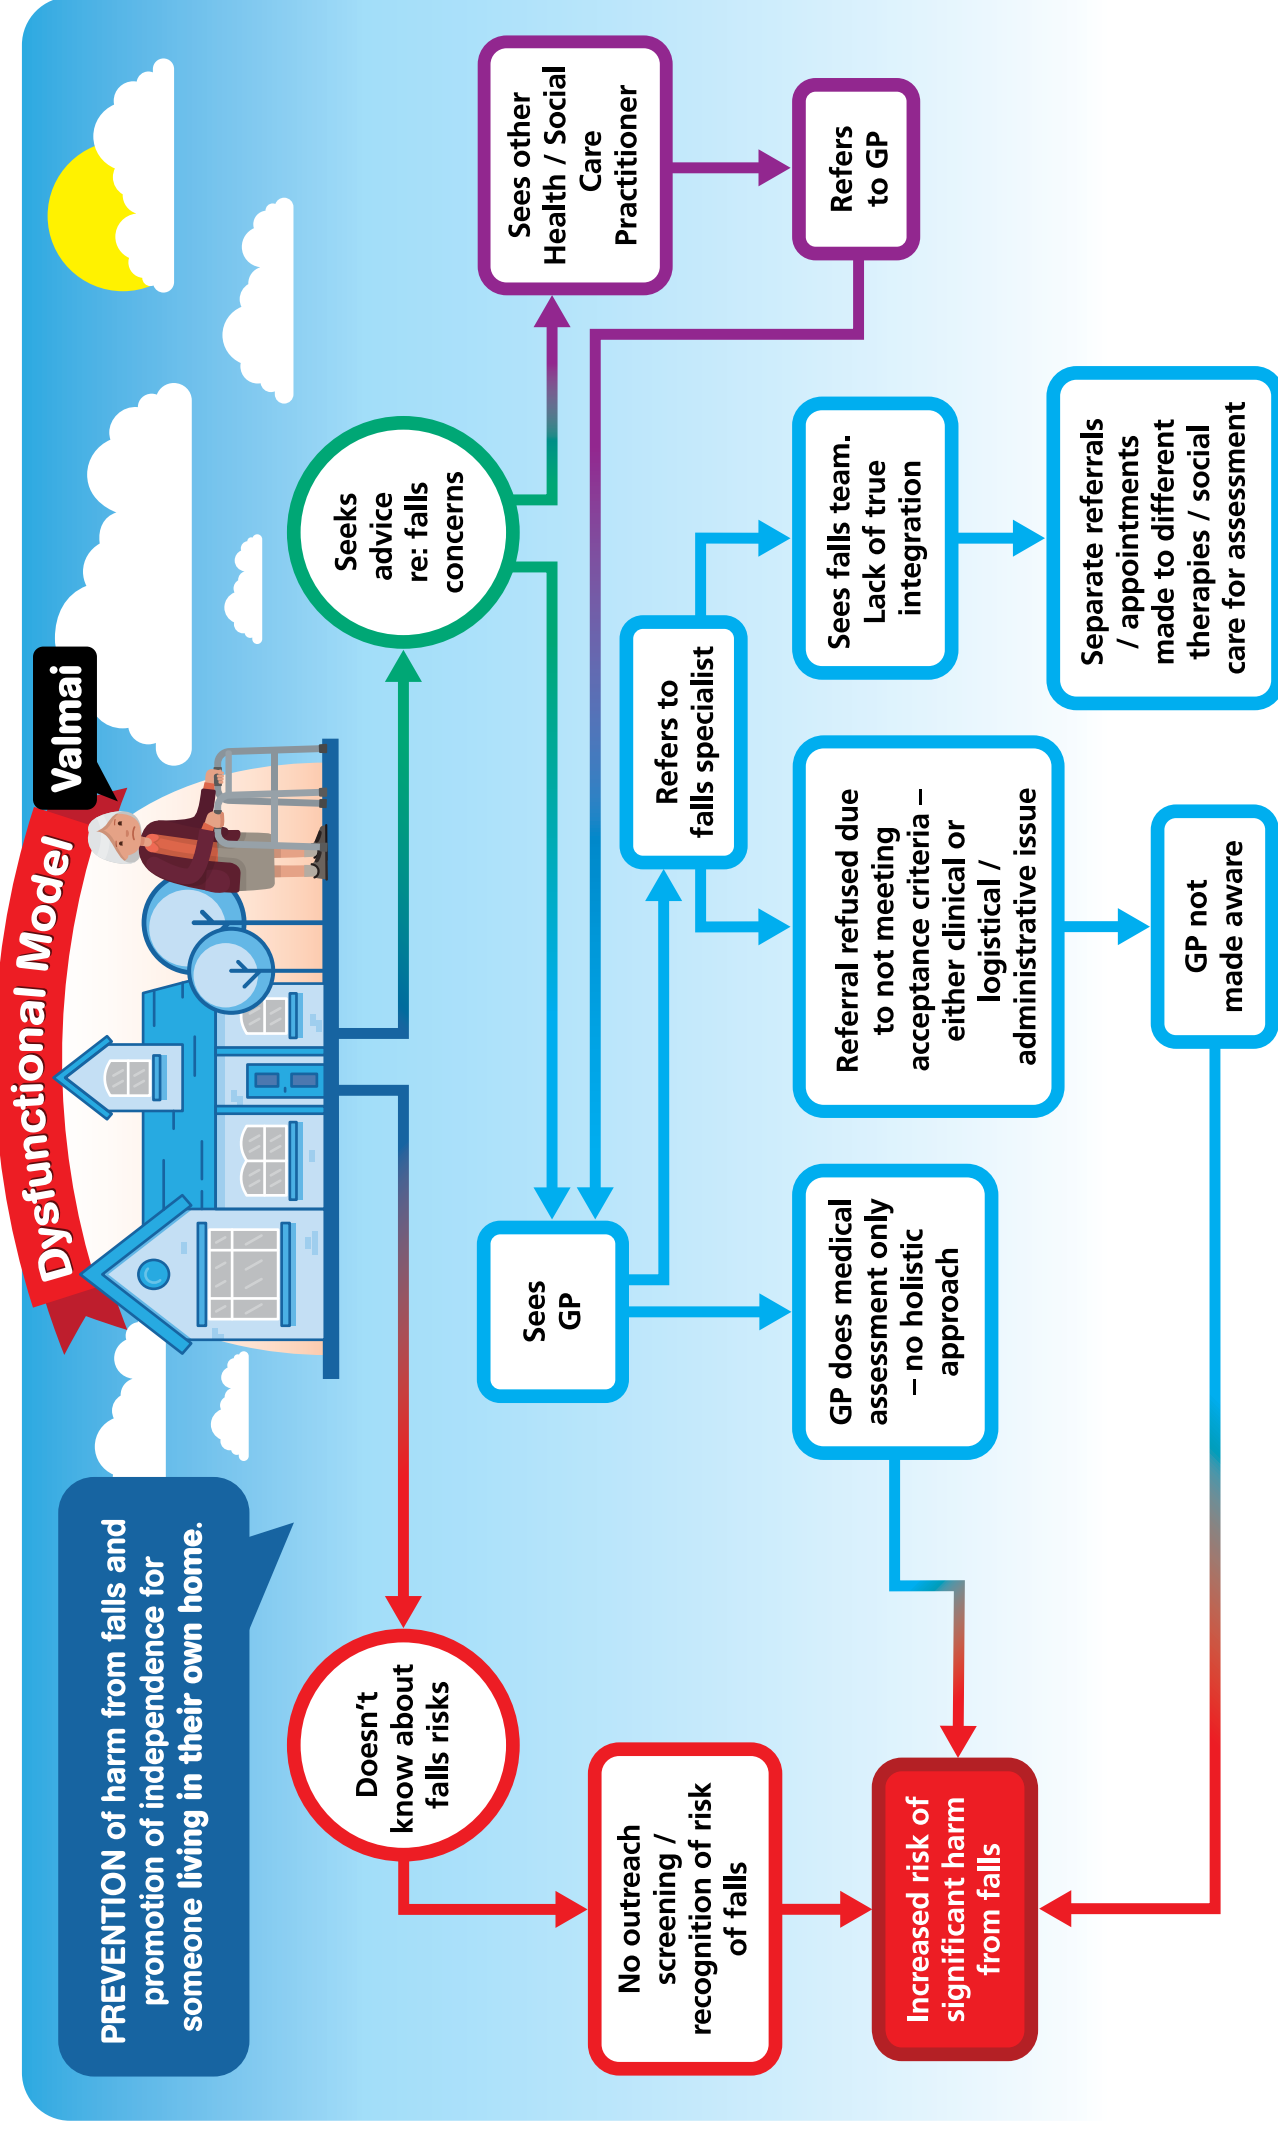 Dysfunctional Model
Valmai
PREVENTION of harm from falls and
promotion of independence for
someone living in their own home.
Doesn't
know about
falls risks
Seeks
advice
re: falls
concerns
No outreach
screening /
recognition of risk
of falls
Sees
GP
Refers to
falls specialist
Sees other
Health / Social
Care
Practitioner
Increased risk of
significant harm
from falls
GP does medical
assessment only
– no holistic
approach
Referral refused due
to not meeting
acceptance criteria –
either clinical or
logistical /
administrative issue
Sees falls team.
Lack of true
integration
Refers
to GP
GP not
made aware
Separate referrals
/ appointments
made to different
therapies / social
care for assessment